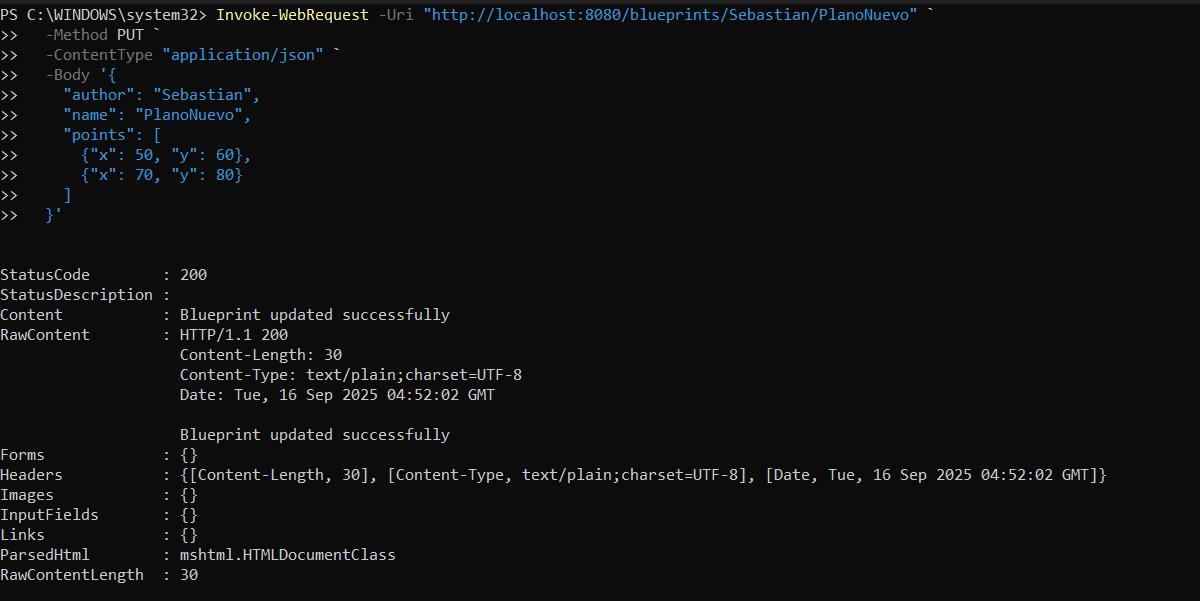 PS C:\WINDOWS\system32> Invoke-WebRequest -Uri "http://localhost:8080/blueprints/Sebastian/PlanoNuevo" `
>>   -Method PUT `
>>   -ContentType "application/json" `
>>   -Body '{
>>     "author": "Sebastian",
>>     "name": "PlanoNuevo",
>>     "points": [
>>       {"x": 50, "y": 60},
>>       {"x": 70, "y": 80}
>>     ]
>>   }'
StatusCode        : 200
StatusDescription :
Content           : Blueprint updated successfully
RawContent        : HTTP/1.1 200
                    Content-Length: 30
                    Content-Type: text/plain;charset=UTF-8
                    Date: Tue, 16 Sep 2025 04:52:02 GMT
                    Blueprint updated successfully
Forms             : {}
Headers           : {[Content-Length, 30], [Content-Type, text/plain;charset=UTF-8], [Date, Tue, 16 Sep 2025 04:52:02 GMT]}
Images            : {}
InputFields       : {}
Links             : {}
ParsedHtml        : mshtml.HTMLDocumentClass
RawContentLength  : 30